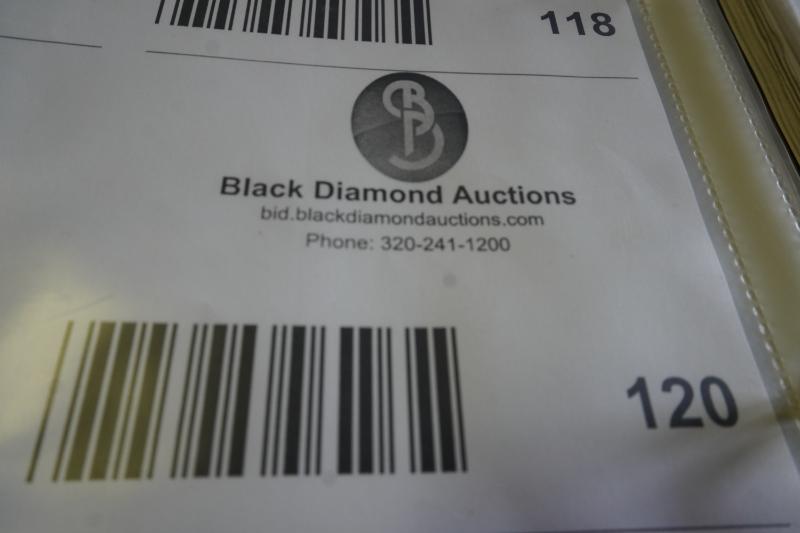 118
Black Diamond Auctions
bid.blackdiamondauctions.com
Phone: 320-241-1200
120